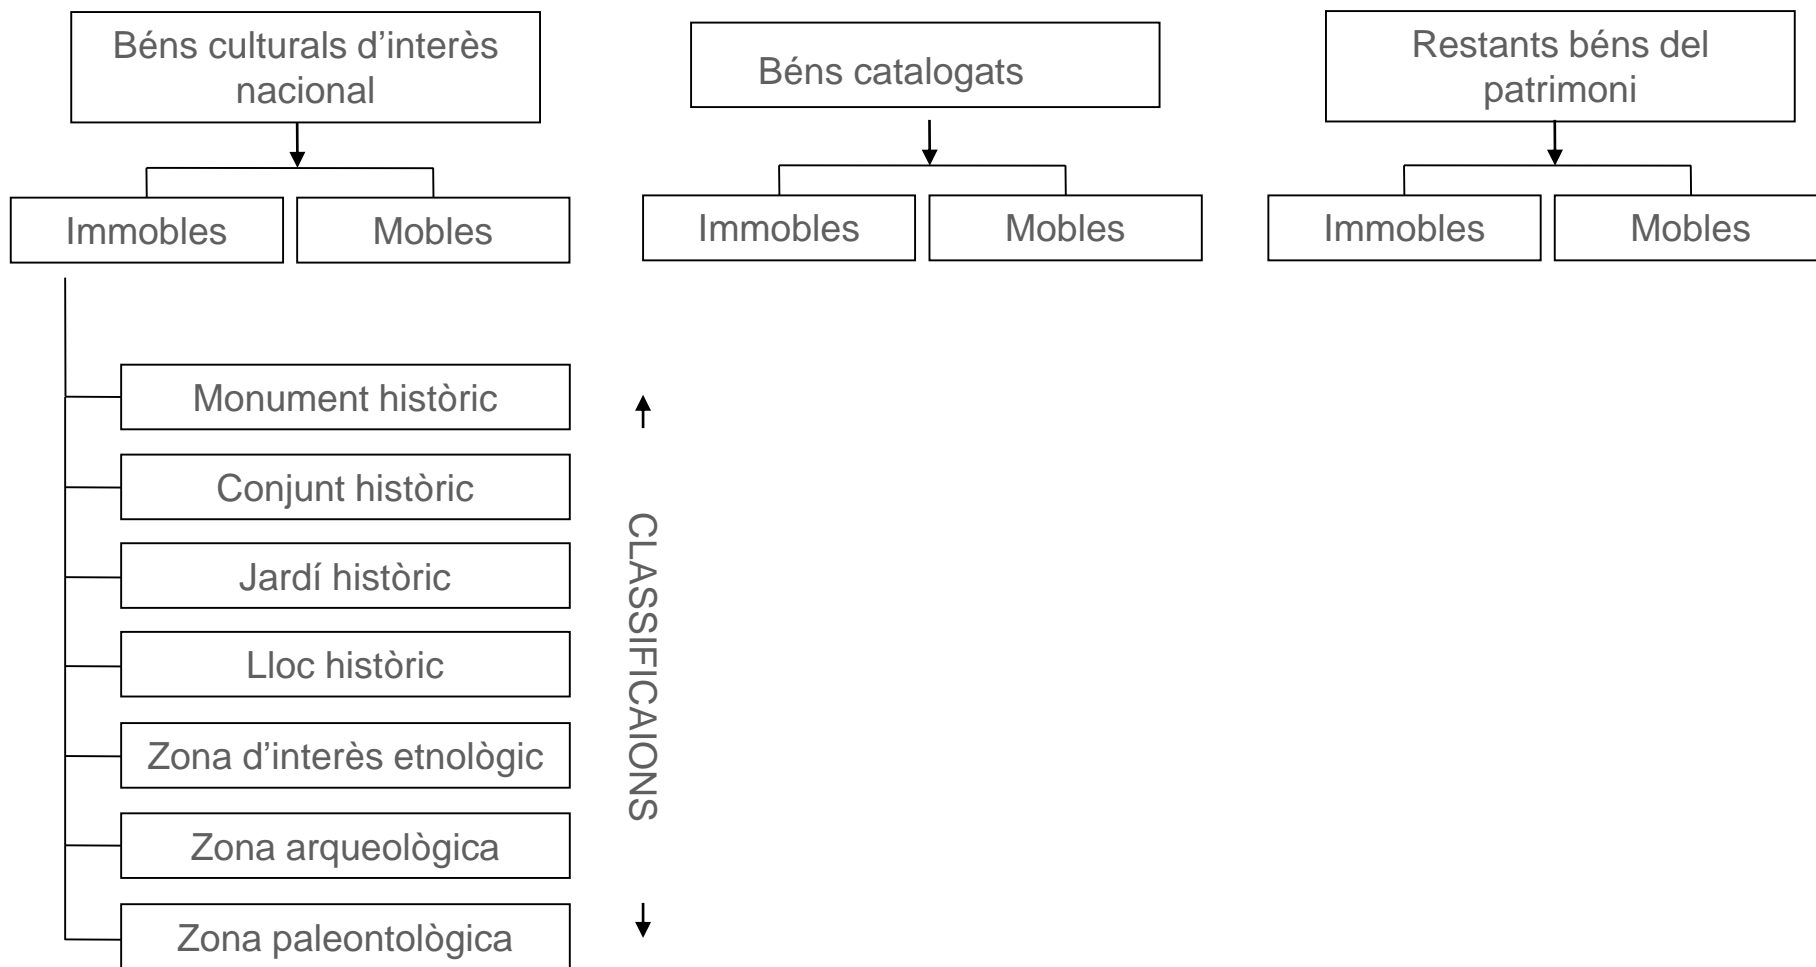 Béns culturals d’interès
nacional
Béns catalogats
Restants béns del
patrimoni
Immobles
Mobles
Immobles
Mobles
Immobles
Mobles
Monument històric
Conjunt històric
Jardí històric
Lloc històric
Zona d’interès etnològic
Zona arqueològica
Zona paleontològica
CLASSIFICAIONS